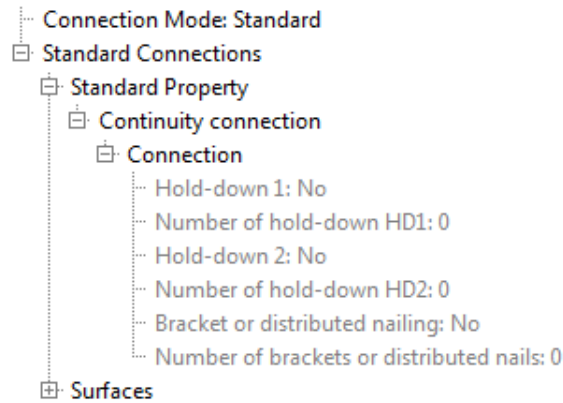 Connection Mode: Standard
Standard Connections
Standard Property
Continuity connection
Connection
Hold-down 1: No
Number of hold-down HD1: 0
Hold-down 2: No
Number of hold-down HD2: 0
Bracket or distributed nailing: No
Number of brackets or distributed nails: 0
Surfaces